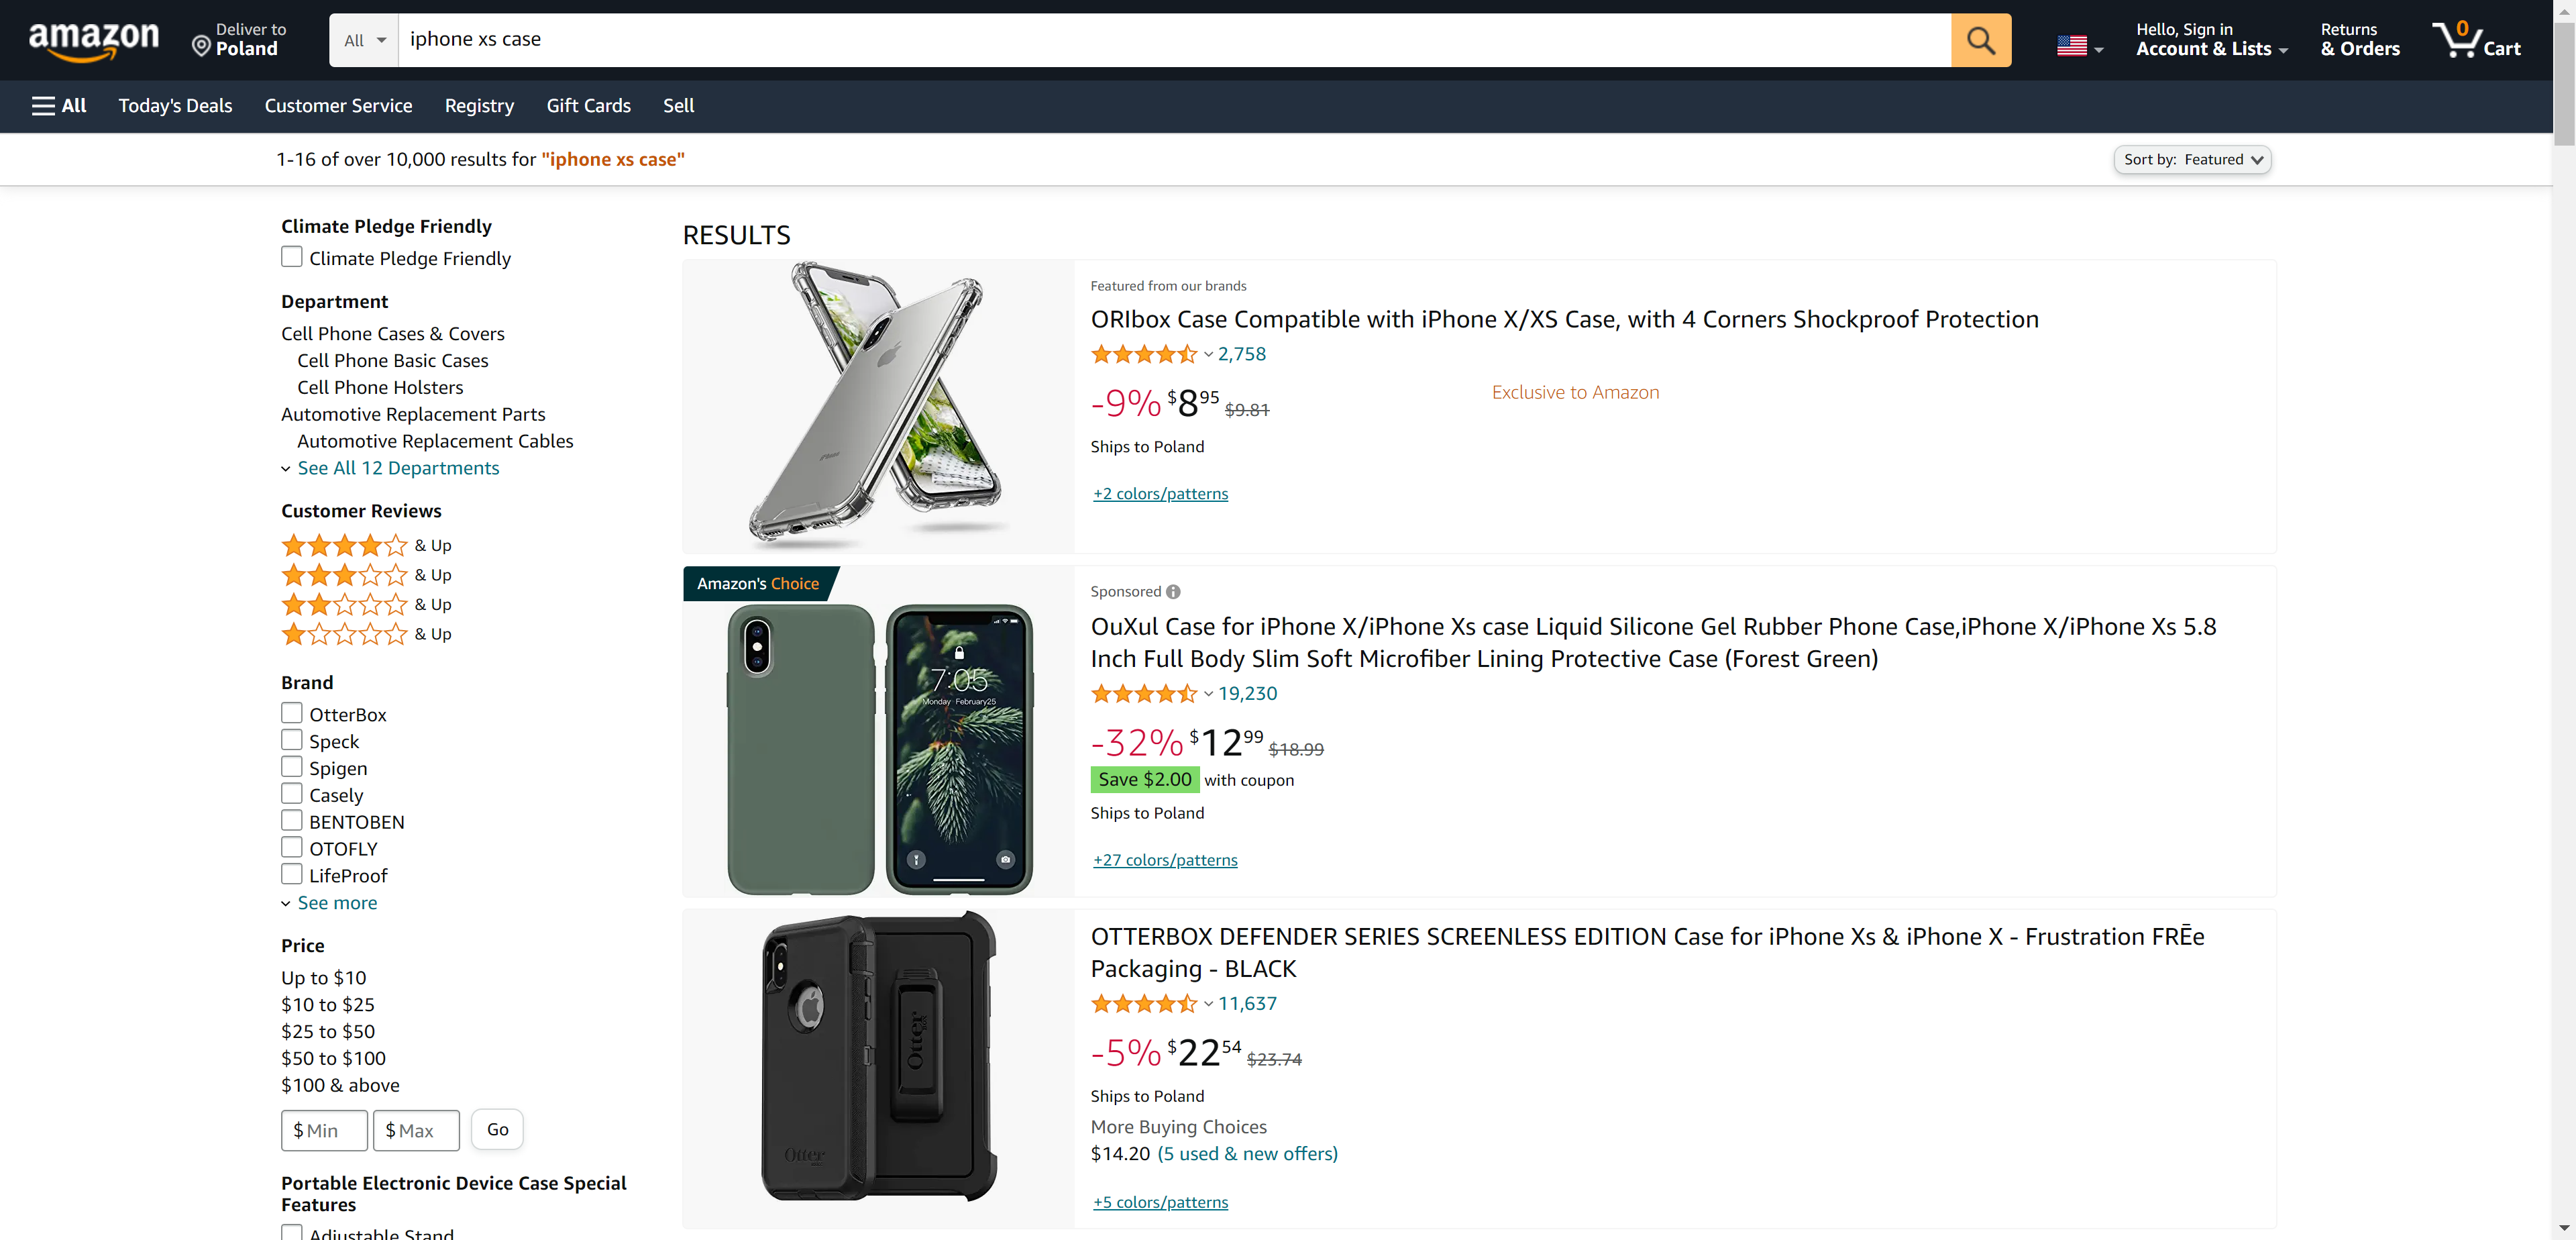 amazon
Deliver to
Poland
All
iphone xs case
Hello, Sign in
Account & Lists
Returns
& Orders
0
Cart
All
Today's Deals
Customer Service
Registry
Gift Cards
Sell
1-16 of over 10,000 results for "iphone xs case"
Sort by: Featured
Climate Pledge Friendly
Climate Pledge Friendly
Department
Cell Phone Cases & Covers
Cell Phone Basic Cases
Cell Phone Holsters
Automotive Replacement Parts
Automotive Replacement Cables
See All 12 Departments
Customer Reviews
& Up
& Up
& Up
& Up
Brand
OtterBox
Speck
Spigen
Casely
BENTOBEN
OTOFLY
LifeProof
See more
Price
Up to $10
$10 to $25
$25 to $50
$50 to $100
$100 & above
$ Min
$ Max
Go
Portable Electronic Device Case Special
Features
Adjustable Stand
RESULTS
iPhone
Featured from our brands
ORIbox Case Compatible with iPhone X/XS Case, with 4 Corners Shockproof Protection
2,758
-9% $8.95 $9.81
Exclusive to Amazon
Ships to Poland
+2 colors/patterns
Amazon's Choice
7:05
Monday February25
Sponsored
OuXul Case for iPhone X/iPhone Xs case Liquid Silicone Gel Rubber Phone Case,iPhone X/iPhone Xs 5.8
Inch Full Body Slim Soft Microfiber Lining Protective Case (Forest Green)
19,230
-32% $12.99 $18.99
Save $2.00 with coupon
Ships to Poland
+27 colors/patterns
Otter
Otter
OTTERBOX DEFENDER SERIES SCREENLESS EDITION Case for iPhone Xs & iPhone X - Frustration FRĒe
Packaging - BLACK
11,637
-5% $22.54 $23.74
Ships to Poland
More Buying Choices
$14.20 (5 used & new offers)
+5 colors/patterns